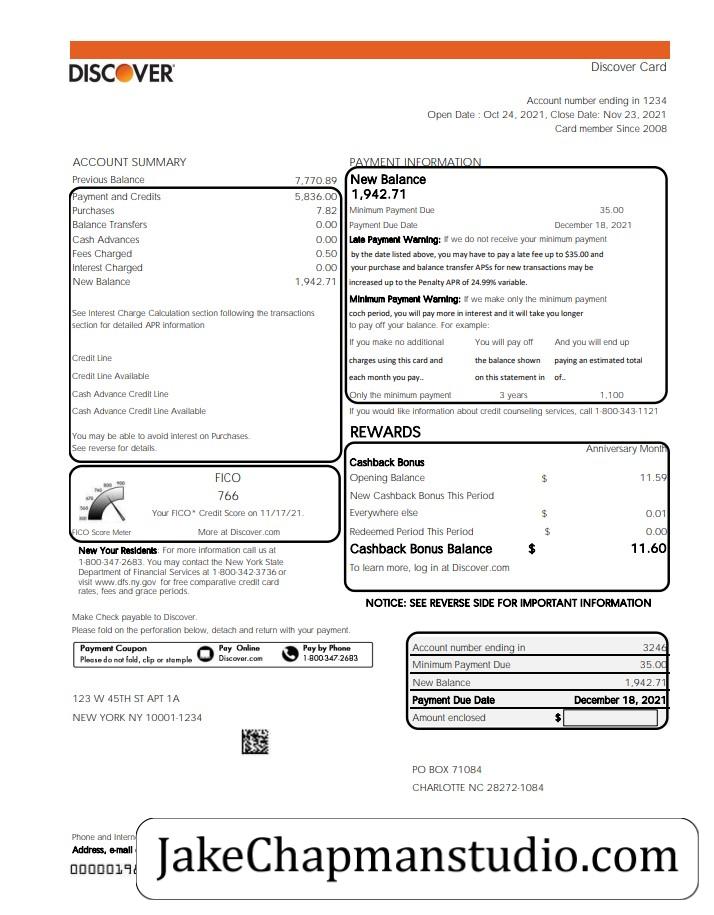 DISCOVER
Discover Card
Account number ending in 1234
Open Date : Oct 24, 2021, Close Date: Nov 23, 2021
Card member Since 2008
ACCOUNT SUMMARY
Previous Balance 7,770.89
Payment and Credits 5,836.00
Purchases 7.82
Balance Transfers 0.00
Cash Advances 0.00
Fees Charged 0.50
Interest Charged 0.00
New Balance 1,942.71
See Interest Charge Calculation section following the transactions
section for detailed APR information
Credit Line
Credit Line Available
Cash Advance Credit Line
Cash Advance Credit Line Available
You may be able to avoid interest on Purchases.
See reverse for details.
PAYMENT INFORMATION
New Balance
1,942.71
Minimum Payment Due 35.00
Payment Due Date December 18, 2021
Late Payment Warning: If we do not receive your minimum payment
by the date listed above, you may have to pay a late fee up to $35.00 and
your purchase and balance transfer APSs for new transactions may be
increased up to the Penalty APR of 24.99% variable.
Minimum Payment Warning: If we make only the minimum payment
coch period, you will pay more in interest and it will take you longer
to pay off your balance. For example:
If you make no additional You will pay off And you will end up
charges using this card and the balance shown paying an estimated total
each month you pay.. on this statement in of..
Only the minimum payment 3 years 1,100
If you would like information about credit counseling services, call 1-800-343-1121
FICO
766
Your FICO* Credit Score on 11/17/21.
FICO Score Meter More at Discover.com
New Your Residents: For more information call us at
1-800-347-2683. You may contact the New York State
Department of Financial Services at 1-800-342-3736 or
visit www.dfs.ny.gov for free comparative credit card
rates, fees and grace periods.
REWARDS
Anniversary Month
Cashback Bonus
Opening Balance $ 11.59
New Cashback Bonus This Period
Everywhere else $ 0.01
Redeemed Period This Period $ 0.00
Cashback Bonus Balance $ 11.60
To learn more, log in at Discover.com
NOTICE: SEE REVERSE SIDE FOR IMPORTANT INFORMATION
Make Check payable to Discover.
Please fold on the perforation below, detach and return with your payment.
Payment Coupon Pay Online Pay by Phone
Please do not fold, clip or stample Discover.com 1-800-347-2683
Account number ending in 3246
Minimum Payment Due 35.00
New Balance 1,942.71
Payment Due Date December 18, 2021
Amount enclosed $
123 W 45TH ST APT 1A
NEW YORK NY 10001-1234
PO BOX 71084
CHARLOTTE NC 28272-1084
Phone and
Address, e-mail
JakeChapmanstudio.com